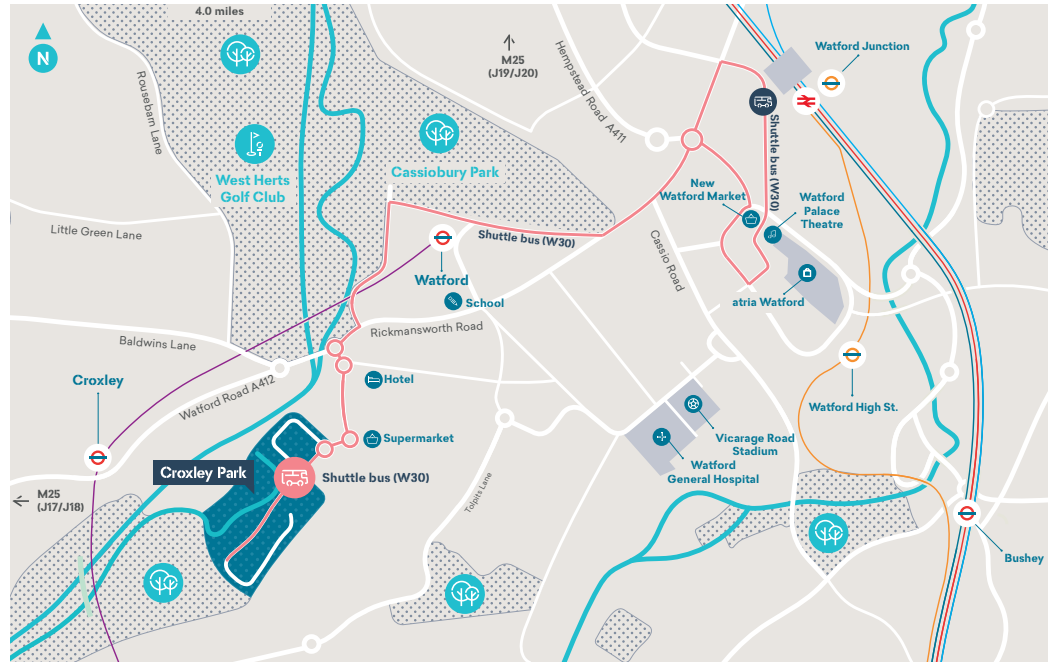 4.0 miles
N
M25
(J19/J20)
Hempstead Road A411
Watford Junction
Rousebarn Lane
West Herts
Golf Club
Cassiobury Park
Shuttle bus (W30)
New
Watford Market
Watford
Palace
Theatre
Little Green Lane
Shuttle bus (W30)
Cassio Road
Watford
School
atria Watford
Rickmansworth Road
Baldwins Lane
Croxley
Watford Road A412
Hotel
Watford High St.
Supermarket
Vicarage Road
Stadium
Watford
General Hospital
Croxley Park
Shuttle bus (W30)
Tolpits Lane
M25
(J17/J18)
Bushey